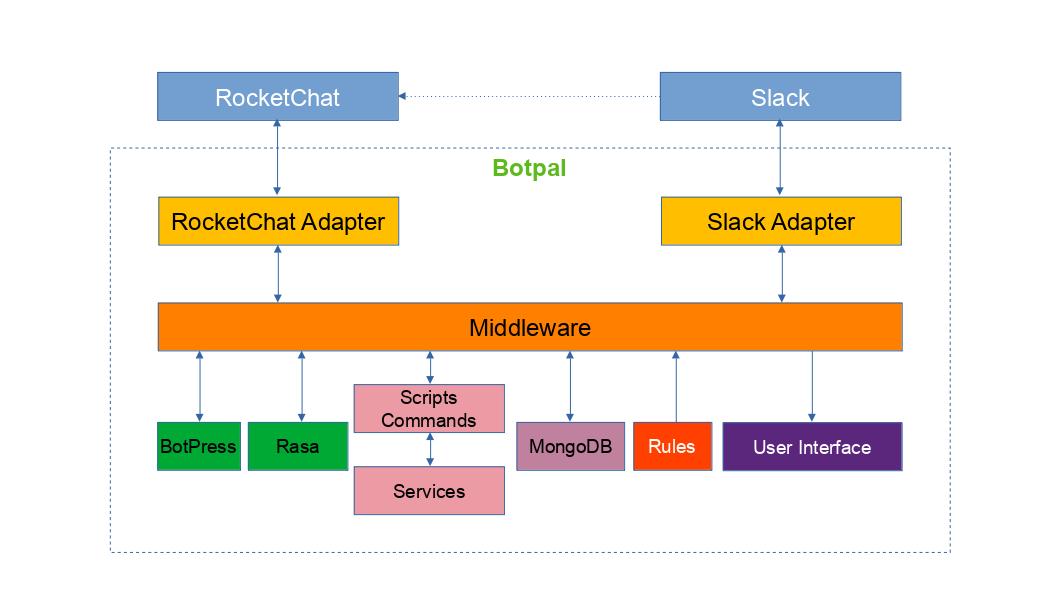 RocketChat
Slack
Botpal
RocketChat Adapter
Slack Adapter
Middleware
Scripts
Commands
BotPress
Rasa
MongoDB
Rules
User Interface
Services